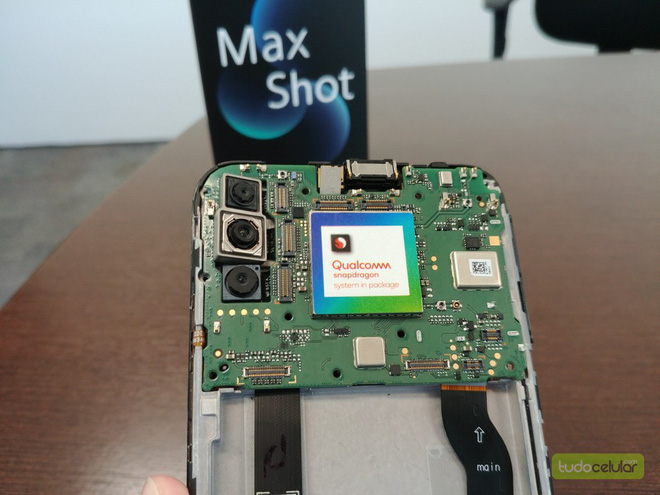 Max
Shot
Qualcomm
snapdragon
system in package
main
tudocelular